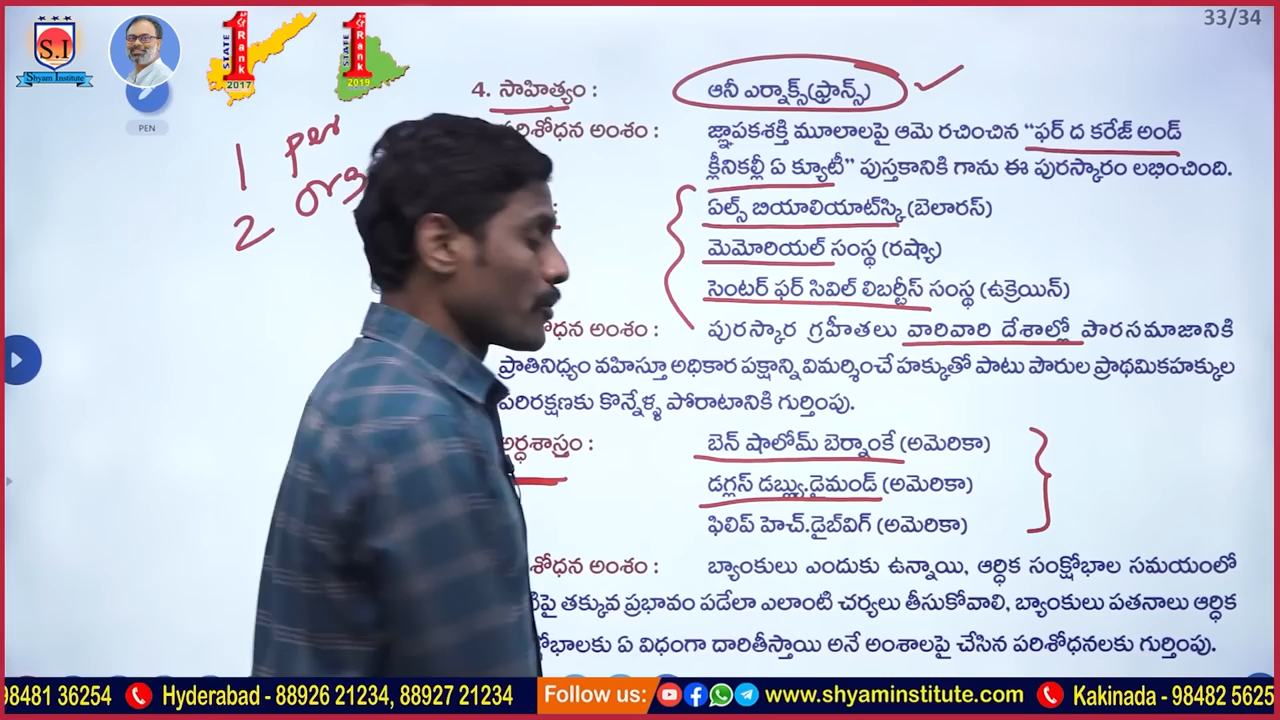 33/34
S.I
Shyam Institute
STATE 1 Rank 2017
STATE 1 Rank 2019
PEN
1 per
2 org
4. సాహిత్యం : ఆనీ ఎర్నాక్స్(ఫ్రాన్స్)
పరిశోధన అంశం : జ్ఞాపకశక్తి మూలాలపై ఆమె రచించిన “ఫర్ ద కరేజ్ అండ్
క్లీనికల్లీ ఏ క్యూటీ” పుస్తకానికి గాను ఈ పురస్కారం లభించింది.
: ఏల్స్ బియాలియాట్‌స్కి (బెలారస్)
మెమోరియల్ సంస్థ (రష్యా)
సెంటర్ ఫర్ సివిల్ లిబర్టీస్ సంస్థ (ఉక్రెయిన్)
ధన అంశం : పురస్కార గ్రహీతలు వారివారి దేశాల్లో పౌరసమాజానికి
ప్రాతినిధ్యం వహిస్తూ అధికార పక్షాన్ని విమర్శించే హక్కుతో పాటు పౌరుల ప్రాథమికహక్కుల
పరిరక్షణకు కొన్నేళ్ళ పోరాటానికి గుర్తింపు.
అర్థశాస్త్రం : బెన్ షాలోమ్ బెర్నాంకే (అమెరికా)
డగ్లస్ డబ్ల్యు.డైమండ్ (అమెరికా)
ఫిలిప్ హెచ్.డైబ్‌విగ్ (అమెరికా)
శోధన అంశం : బ్యాంకులు ఎందుకు ఉన్నాయి, ఆర్థిక సంక్షోభాల సమయంలో
తక్కువ ప్రభావం పడేలా ఎలాంటి చర్యలు తీసుకోవాలి, బ్యాంకులు పతనాలు ఆర్థిక
ఏ విధంగా దారితీస్తాయి అనే అంశాలపై చేసిన పరిశోధనలకు గుర్తింపు.
98481 36254 Hyderabad - 88926 21234, 88927 21234 Follow us: www.shyaminstitute.com Kakinada - 98482 5625